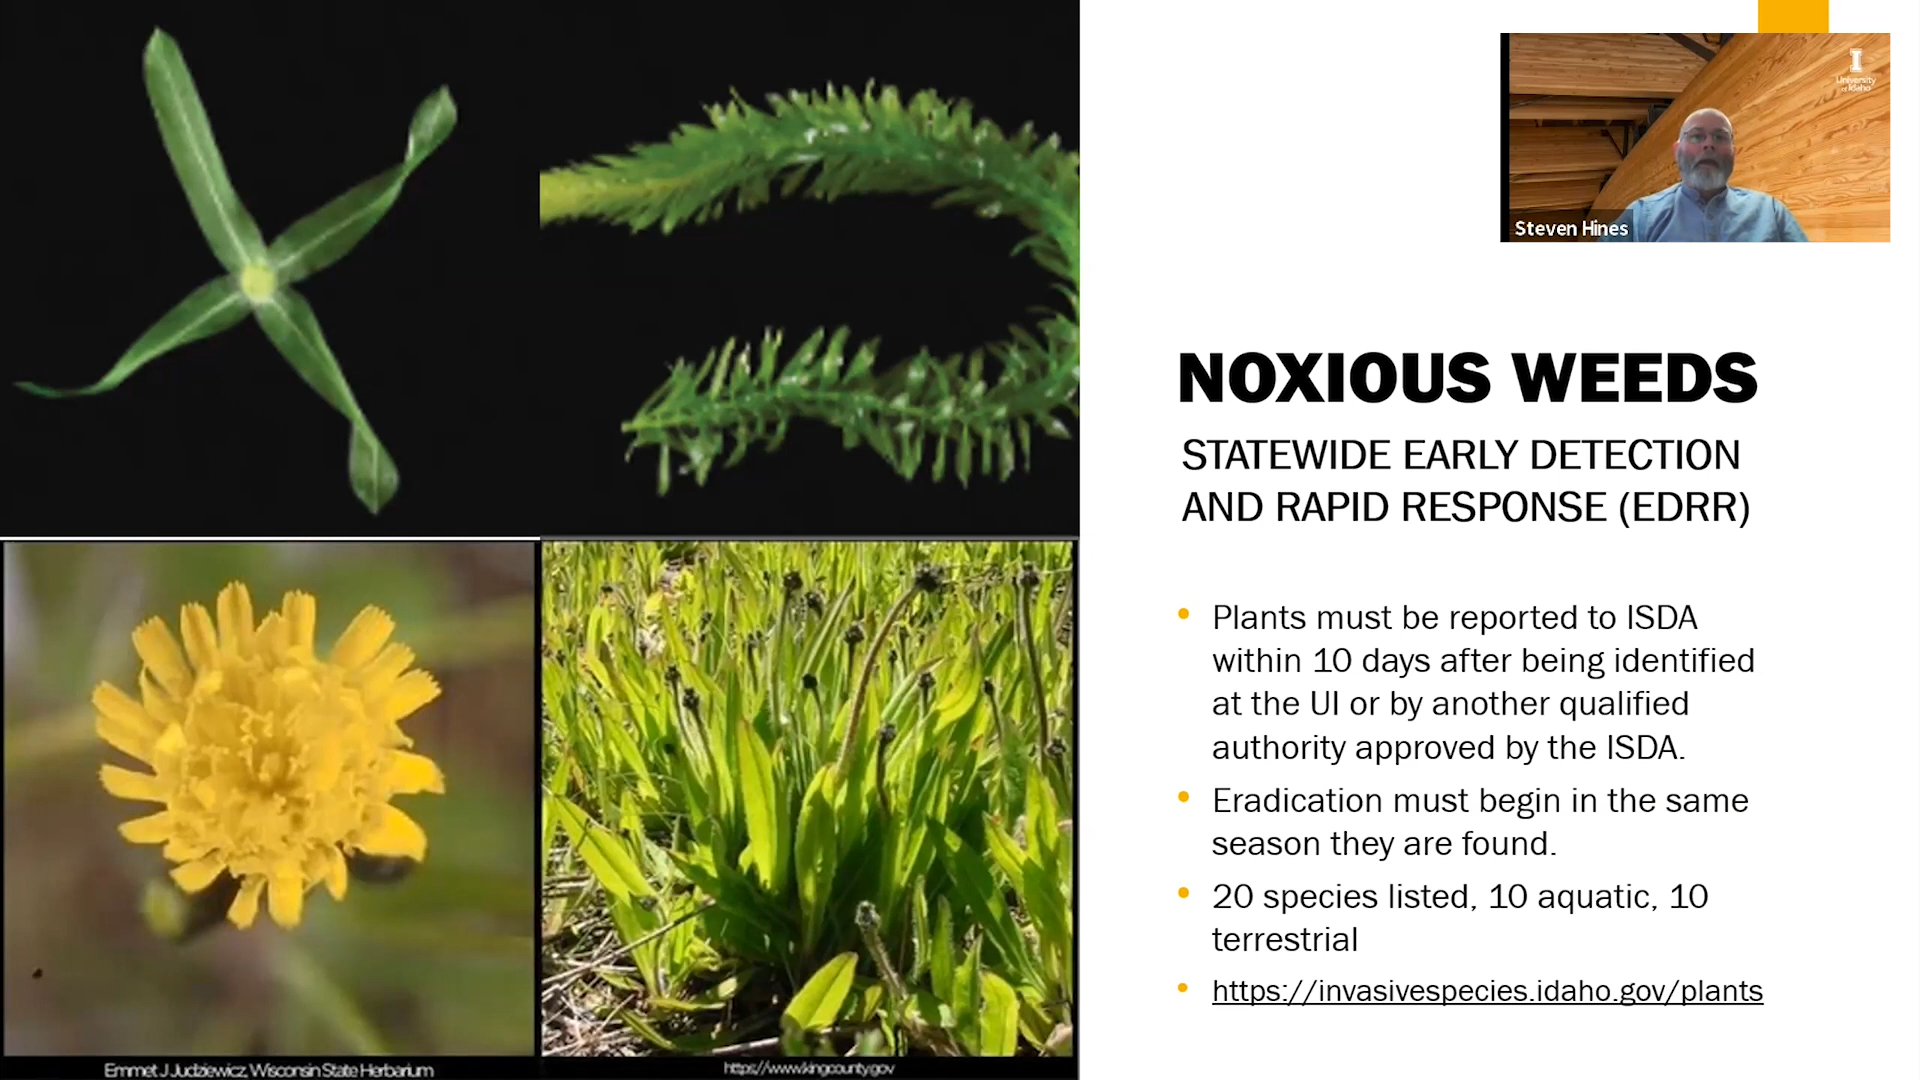 I
University
of Idaho
Steven Hines
NOXIOUS WEEDS
STATEWIDE EARLY DETECTION
AND RAPID RESPONSE (EDRR)
• Plants must be reported to ISDA
within 10 days after being identified
at the UI or by another qualified
authority approved by the ISDA.
• Eradication must begin in the same
season they are found.
• 20 species listed, 10 aquatic, 10
terrestrial
• https://invasivespecies.idaho.gov/plants
Emmet J Judziewicz, Wisconsin State Herbarium
https://www.kingcounty.gov